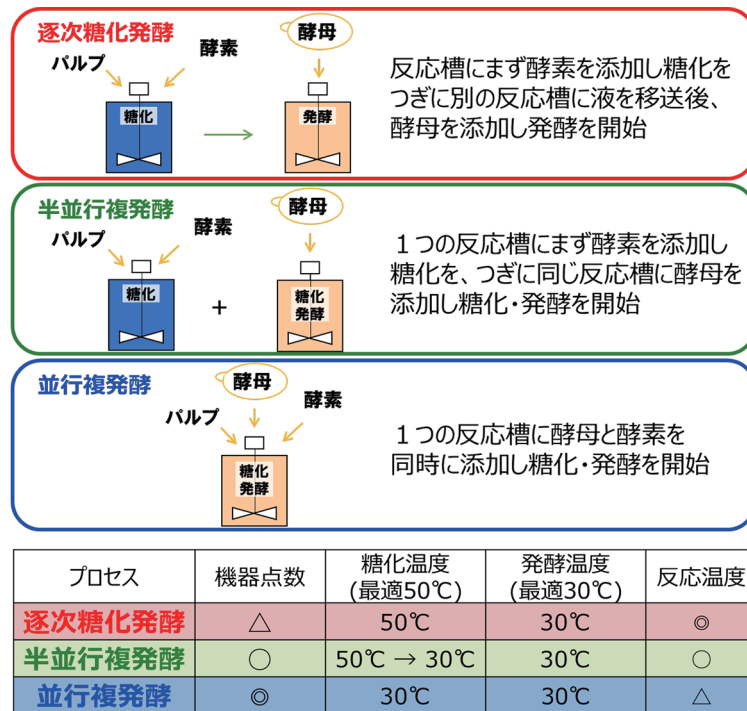 逐次糖化発酵
酵母
パルプ
酵素
糖化
発酵
反応槽にまず酵素を添加し糖化を
つぎに別の反応槽に液を移送後、
酵母を添加し発酵を開始
半並行複発酵
酵母
パルプ
酵素
糖化
+
糖化
発酵
１つの反応槽にまず酵素を添加し
糖化を、つぎに同じ反応槽に酵母を
添加し糖化・発酵を開始
並行複発酵
酵母
パルプ
酵素
糖化
発酵
１つの反応槽に酵母と酵素を
同時に添加し糖化・発酵を開始
プロセス 機器点数 糖化温度 (最適50℃) 発酵温度 (最適30℃) 反応温度
逐次糖化発酵 △ 50℃ 30℃ ◎
半並行複発酵 ○ 50℃ → 30℃ 30℃ ○
並行複発酵 ◎ 30℃ 30℃ △